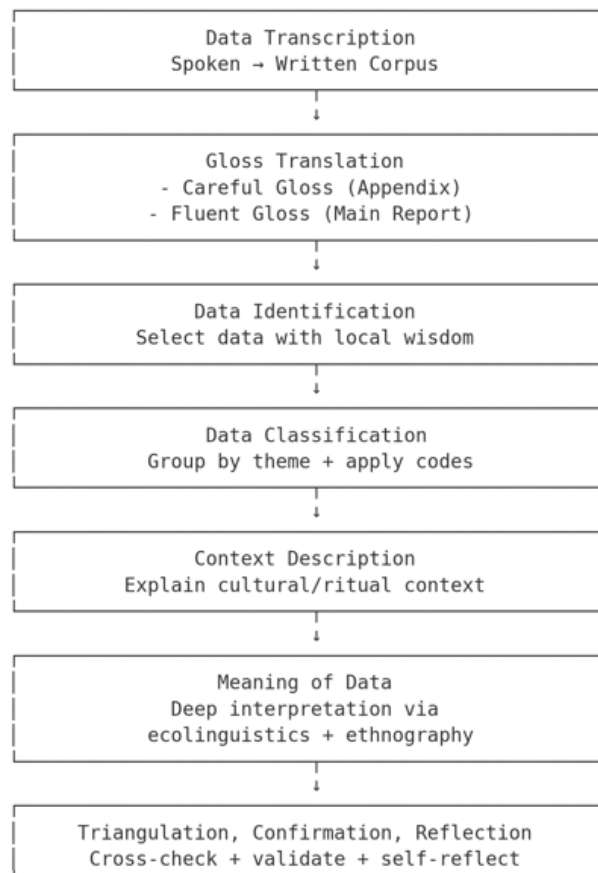 Data Transcription
Spoken → Written Corpus
↓
Gloss Translation
- Careful Gloss (Appendix)
- Fluent Gloss (Main Report)
↓
Data Identification
Select data with local wisdom
↓
Data Classification
Group by theme + apply codes
↓
Context Description
Explain cultural/ritual context
↓
Meaning of Data
Deep interpretation via
ecolinguistics + ethnography
↓
Triangulation, Confirmation, Reflection
Cross-check + validate + self-reflect